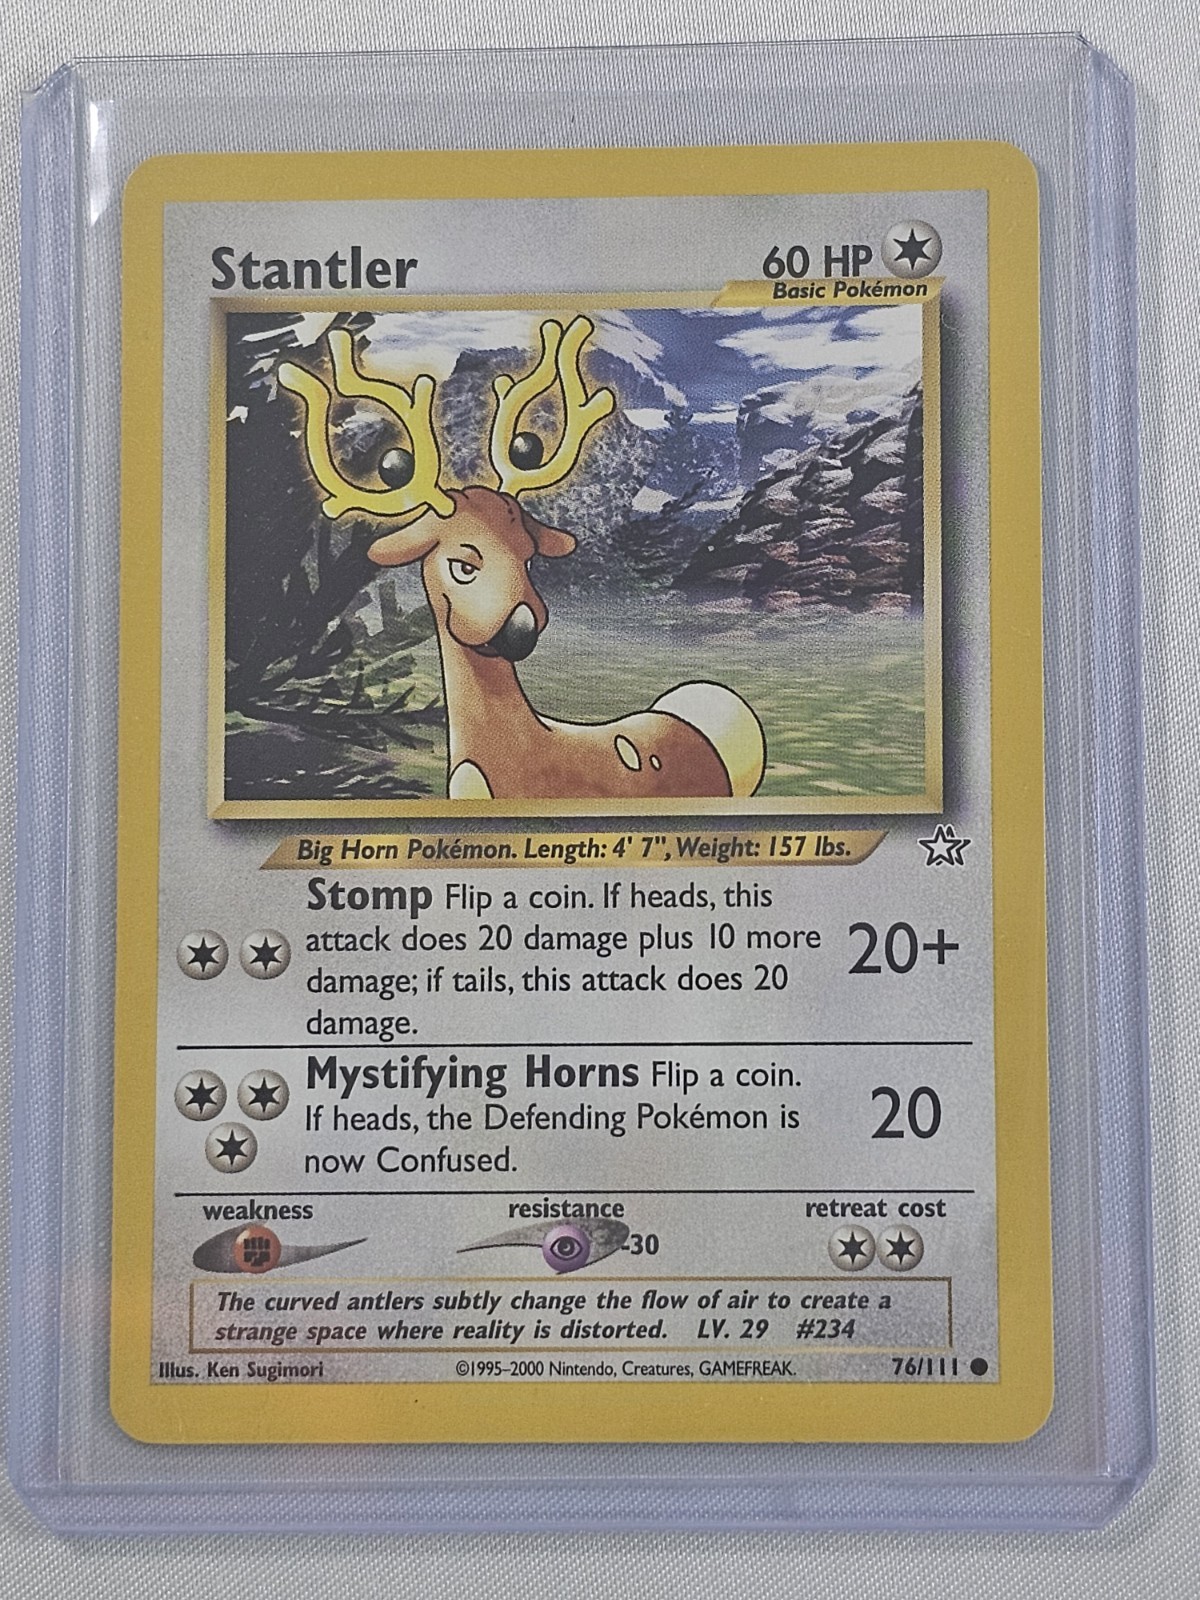 Stantler 60 HP
Basic Pokémon
Big Horn Pokémon. Length: 4' 7", Weight: 157 lbs.
Stomp Flip a coin. If heads, this
attack does 20 damage plus 10 more
damage; if tails, this attack does 20
damage.
20+
Mystifying Horns Flip a coin.
If heads, the Defending Pokémon is
now Confused.
20
weakness resistance retreat cost
-30
The curved antlers subtly change the flow of air to create a
strange space where reality is distorted. LV. 29 #234
Illus. Ken Sugimori ©1995–2000 Nintendo, Creatures, GAMEFREAK. 76/111